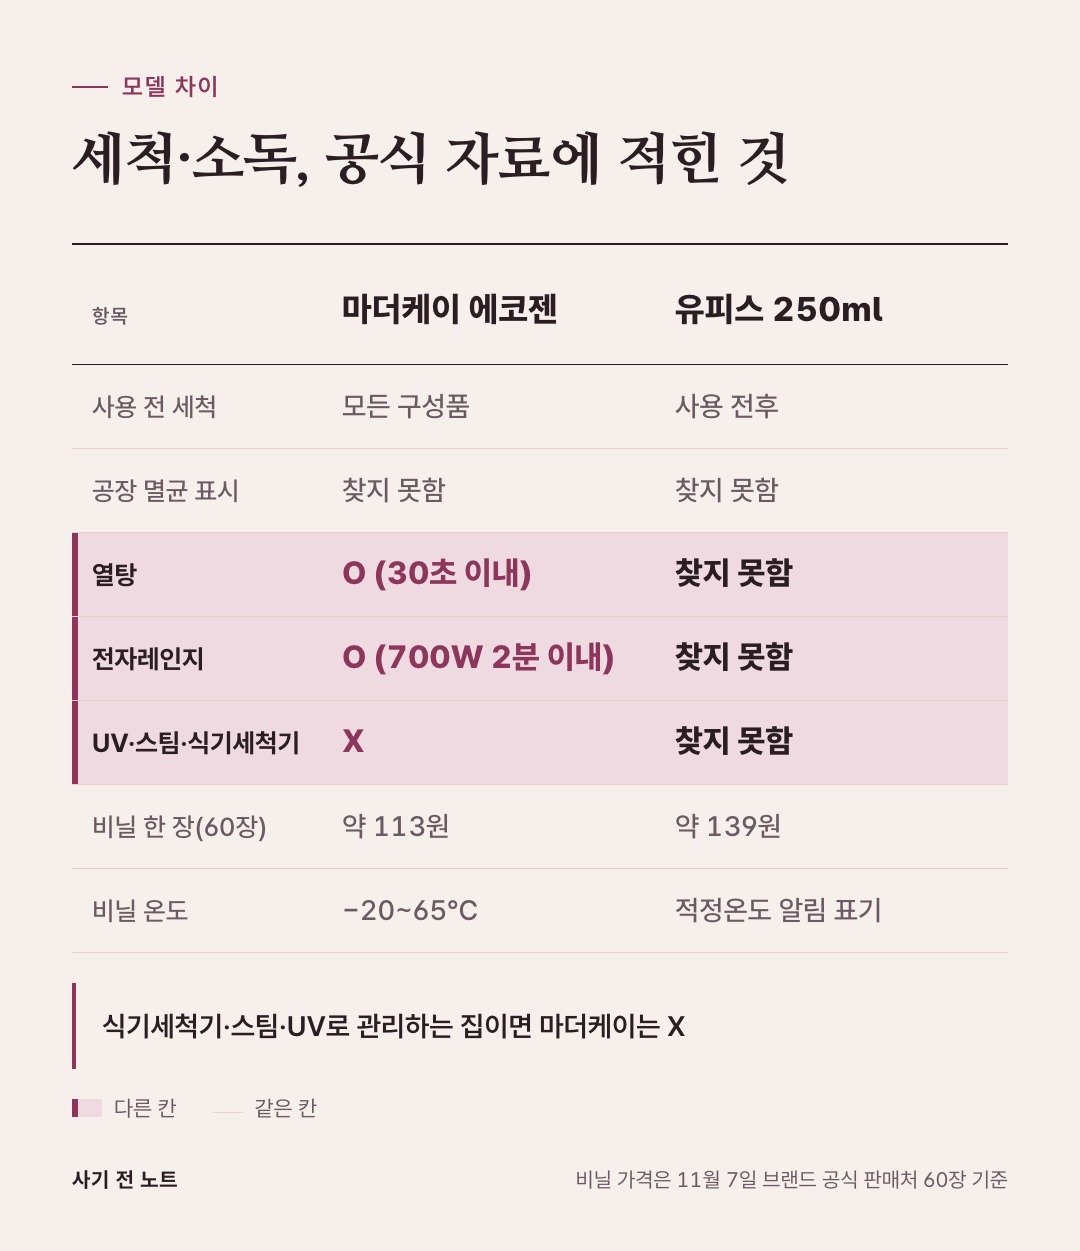 모델 차이
세척·소독, 공식 자료에 적힌 것
항목 마더케이 에코젠 유피스 250ml
사용 전 세척 모든 구성품 사용 전후
공장 멸균 표시 찾지 못함 찾지 못함
열탕 O (30초 이내) 찾지 못함
전자레인지 O (700W 2분 이내) 찾지 못함
UV·스팀·식기세척기 X 찾지 못함
비닐 한 장(60장) 약 113원 약 139원
비닐 온도 −20~65℃ 적정온도 알림 표기
식기세척기·스팀·UV로 관리하는 집이면 마더케이는 X
다른 칸 같은 칸
사기 전 노트 비닐 가격은 11월 7일 브랜드 공식 판매처 60장 기준